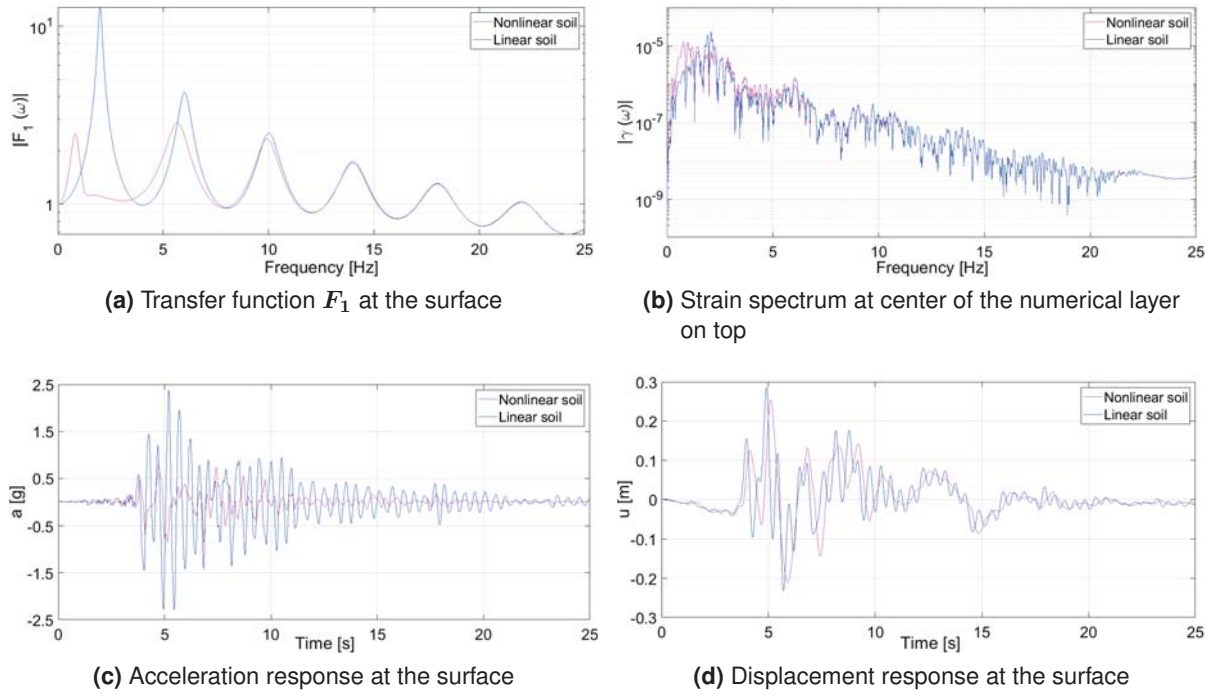 10¹
1
|F₁ (ω)|
0 5 10 15 20 25
Frequency [Hz]
Nonlinear soil
Linear soil
(a) Transfer function F₁ at the surface
10⁻⁵
10⁻⁷
10⁻⁹
|γ (ω)|
0 5 10 15 20 25
Frequency [Hz]
Nonlinear soil
Linear soil
(b) Strain spectrum at center of the numerical layer
on top
2.5
1.5
0.5
-0.5
-1.5
-2.5
a [g]
0 5 10 15 20 25
Time [s]
Nonlinear soil
Linear soil
(c) Acceleration response at the surface
0.3
0.2
0.1
0
-0.1
-0.2
-0.3
u [m]
0 5 10 15 20 25
Time [s]
Nonlinear soil
Linear soil
(d) Displacement response at the surface